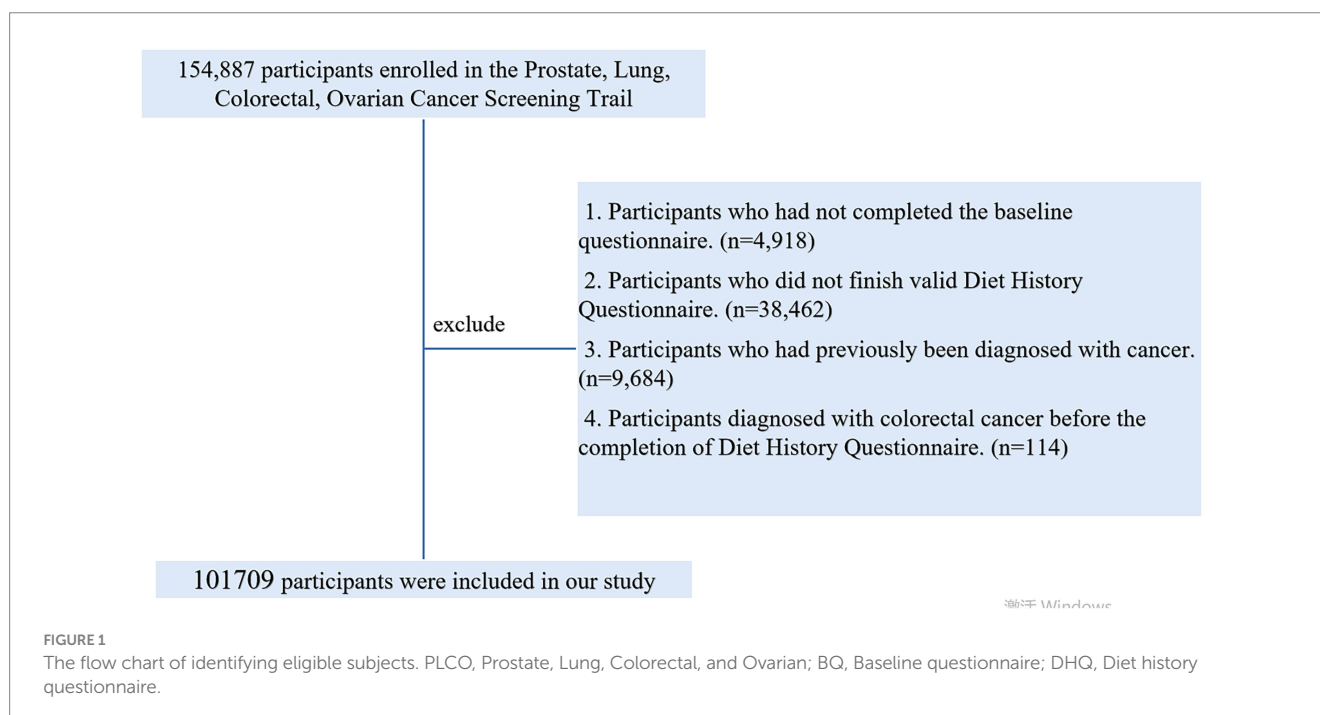 154,887 participants enrolled in the Prostate, Lung,
Colorectal, Ovarian Cancer Screening Trail
1. Participants who had not completed the baseline
questionnaire. (n=4,918)
2. Participants who did not finish valid Diet History
Questionnaire. (n=38,462)
exclude
3. Participants who had previously been diagnosed with cancer.
(n=9,684)
4. Participants diagnosed with colorectal cancer before the
completion of Diet History Questionnaire. (n=114)
101709 participants were included in our study
激活 Windows
FIGURE 1
The flow chart of identifying eligible subjects. PLCO, Prostate, Lung, Colorectal, and Ovarian; BQ, Baseline questionnaire; DHQ, Diet history
questionnaire.